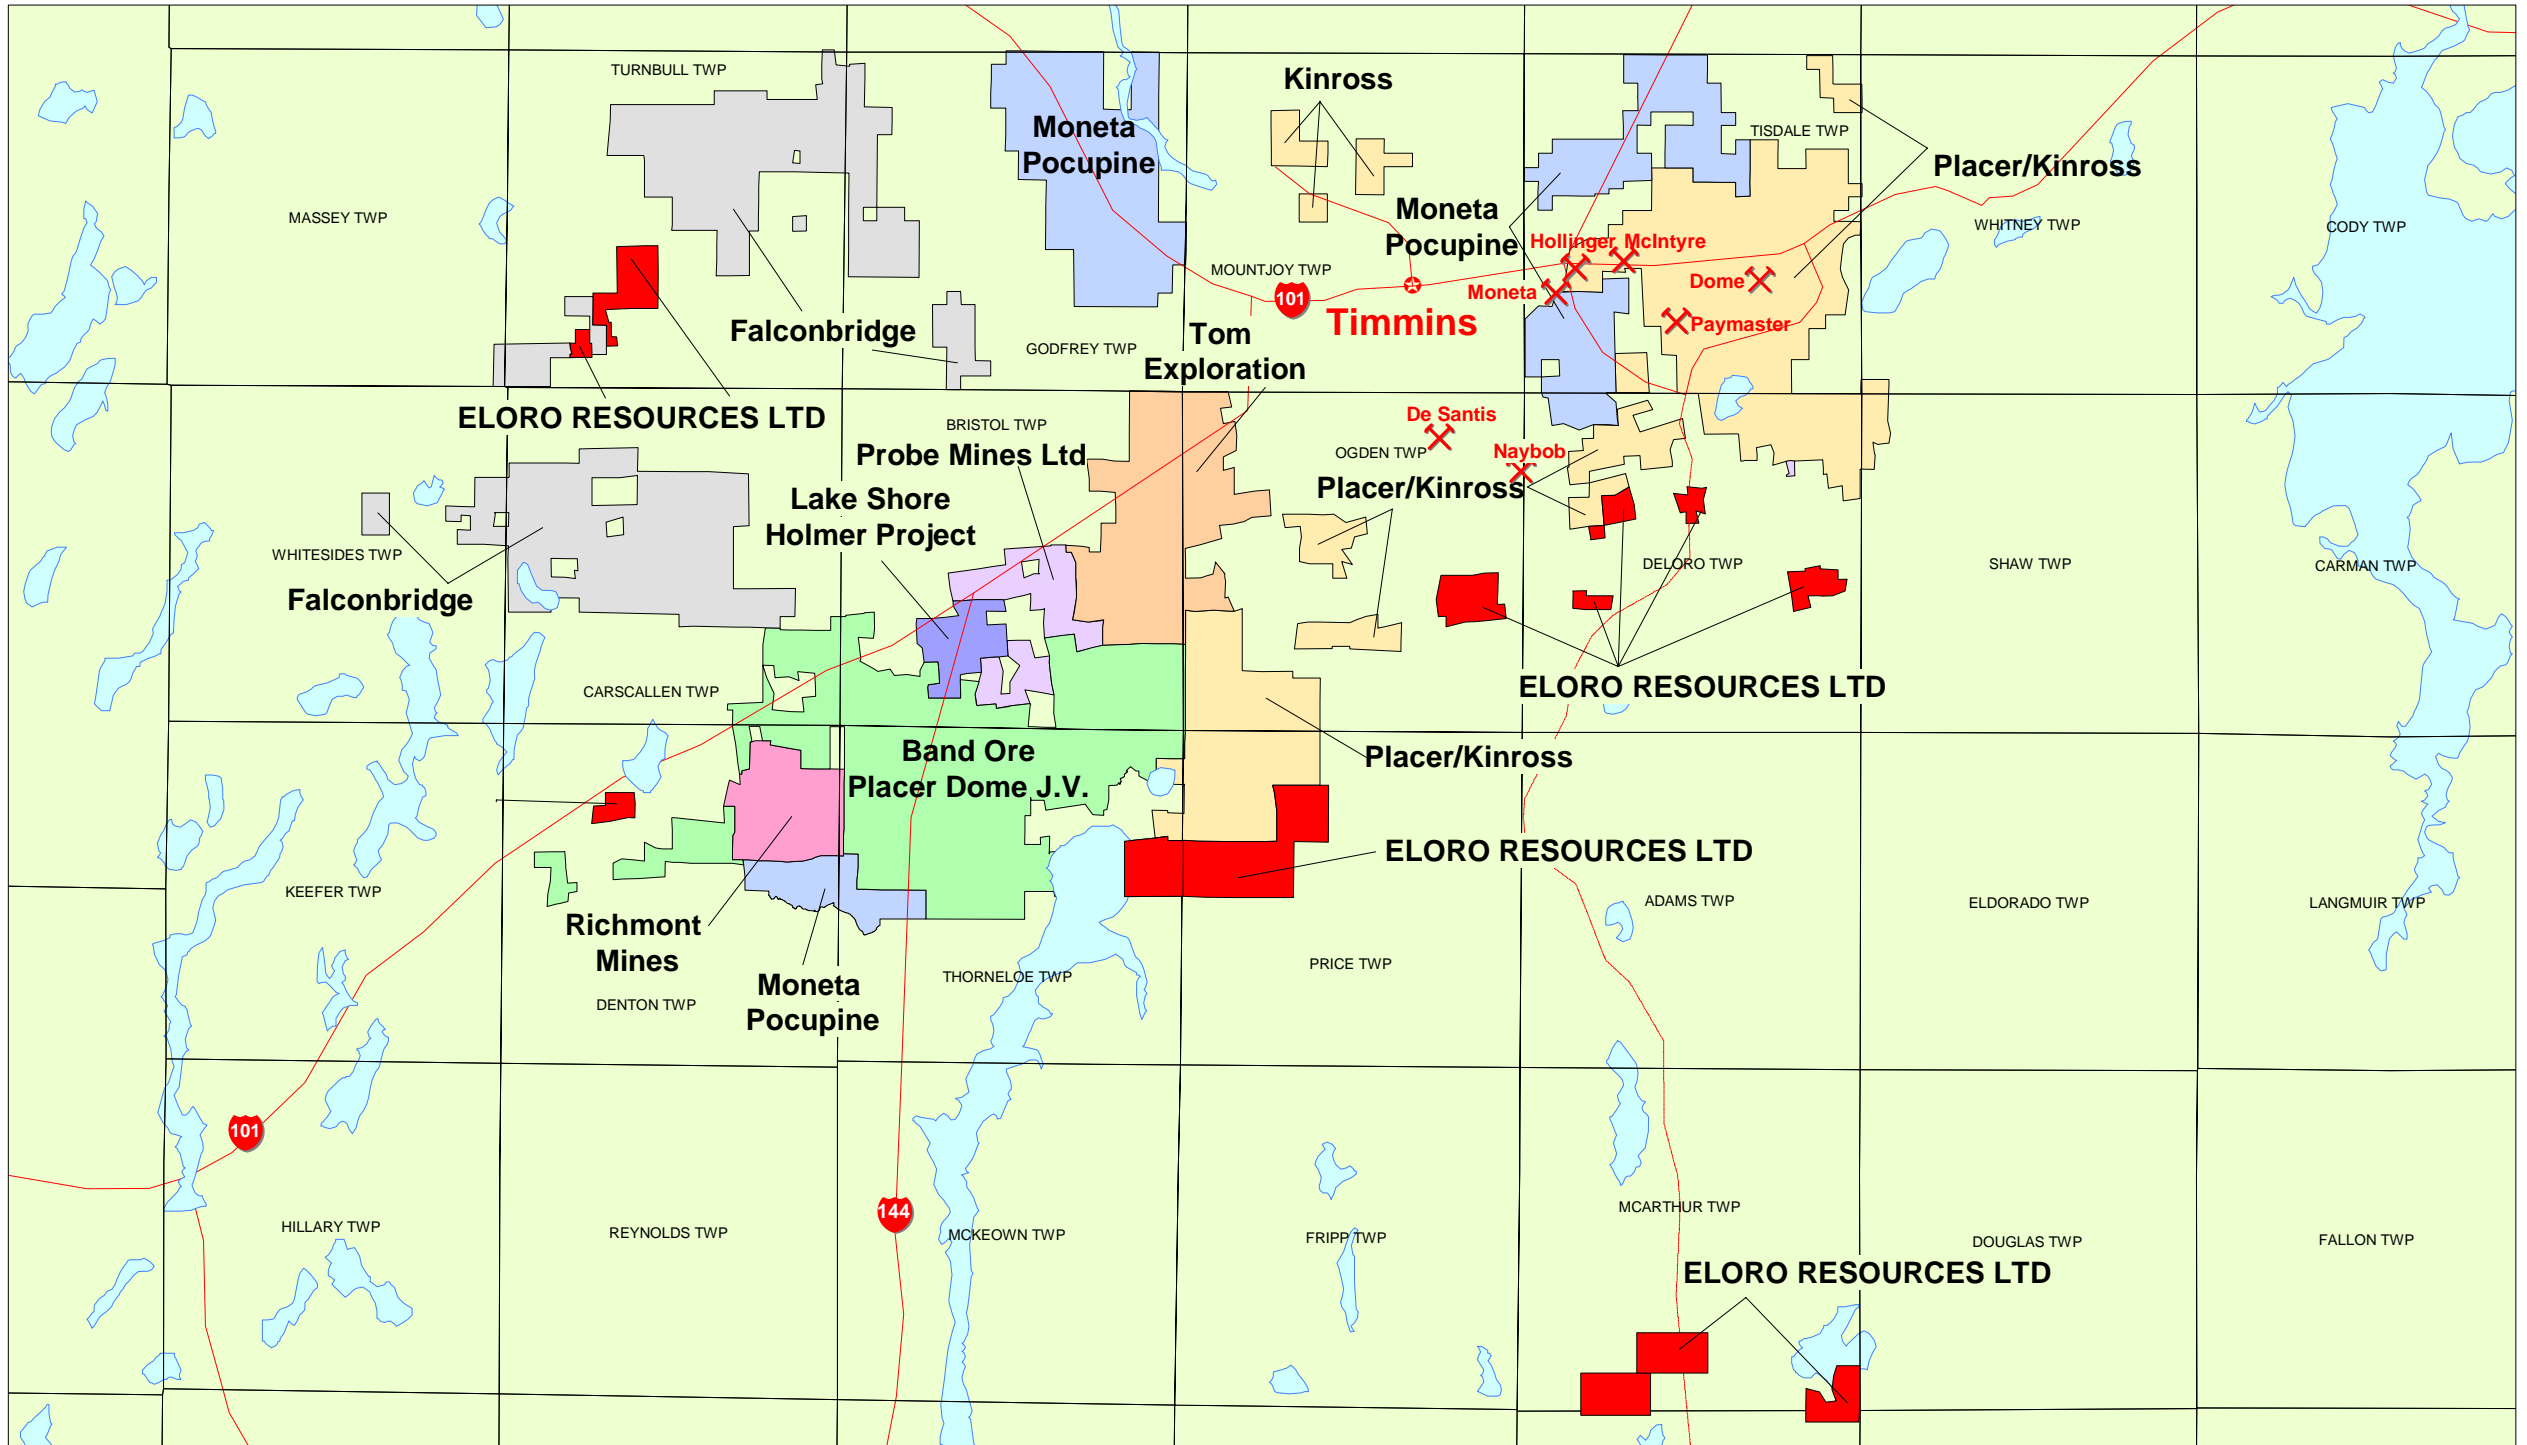 TURNBULL TWP
Kinross
Moneta
Pocupine
TISDALE TWP
Placer/Kinross
MASSEY TWP
Moneta
Pocupine
WHITNEY TWP
CODY TWP
Hollinger
McIntyre
MOUNTJOY TWP
Dome
Moneta
101
Timmins
Paymaster
Falconbridge
GODFREY TWP
Tom
Exploration
ELORO RESOURCES LTD
BRISTOL TWP
De Santis
Probe Mines Ltd
OGDEN TWP
Naybob
Placer/Kinross
Lake Shore
Holmer Project
WHITESIDES TWP
DELORO TWP
SHAW TWP
CARMAN TWP
Falconbridge
CARSCALLEN TWP
ELORO RESOURCES LTD
Band Ore
Placer Dome J.V.
Placer/Kinross
ELORO RESOURCES LTD
KEEFER TWP
ADAMS TWP
ELDORADO TWP
LANGMUIR TWP
Richmont
Mines
PRICE TWP
THORNELOE TWP
Moneta
Pocupine
DENTON TWP
101
144
MCARTHUR TWP
HILLARY TWP
REYNOLDS TWP
MCKEOWN TWP
FRIPP TWP
DOUGLAS TWP
FALLON TWP
ELORO RESOURCES LTD